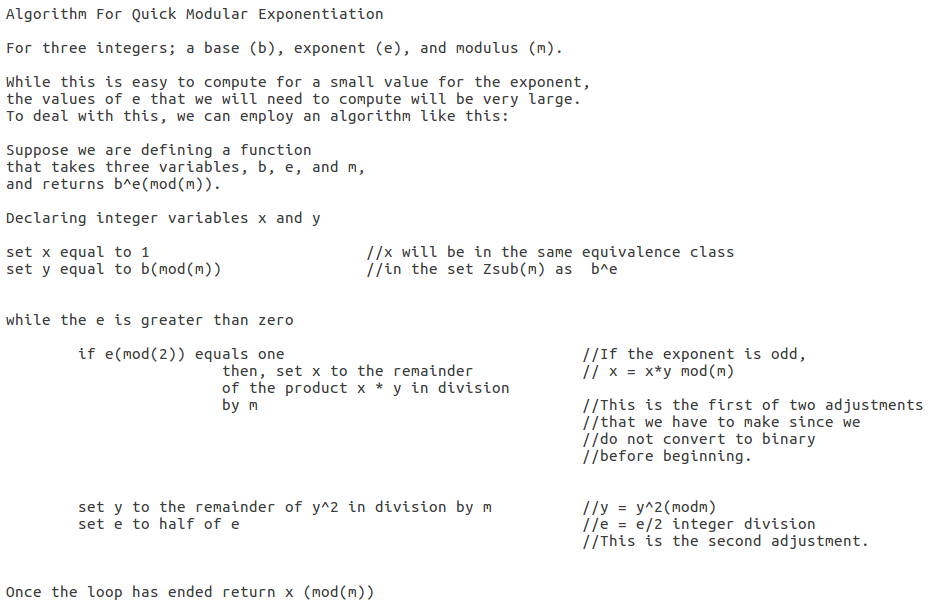 Algorithm For Quick Modular Exponentiation
For three integers; a base (b), exponent (e), and modulus (m).
While this is easy to compute for a small value for the exponent,
the values of e that we will need to compute will be very large.
To deal with this, we can employ an algorithm like this:
Suppose we are defining a function
that takes three variables, b, e, and m,
and returns b^e(mod(m)).
Declaring integer variables x and y
set x equal to 1 //x will be in the same equivalence class
set y equal to b(mod(m)) //in the set Zsub(m) as b^e
while the e is greater than zero
if e(mod(2)) equals one //If the exponent is odd,
then, set x to the remainder // x = x*y mod(m)
of the product x * y in division
by m //This is the first of two adjustments
//that we have to make since we
//do not convert to binary
//before beginning.
set y to the remainder of y^2 in division by m //y = y^2(modm)
set e to half of e //e = e/2 integer division
//This is the second adjustment.
Once the loop has ended return x (mod(m))